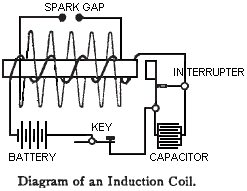 SPARK GAP
INTERRUPTER
KEY
BATTERY
CAPACITOR
Diagram of an Induction Coil.